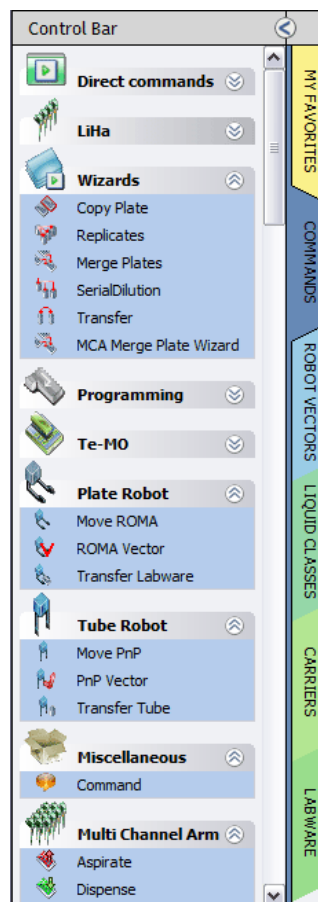 Control Bar
Direct commands
LiHa
Wizards
Copy Plate
Replicates
Merge Plates
SerialDilution
Transfer
MCA Merge Plate Wizard
Programming
Te-MO
Plate Robot
Move ROMA
ROMA Vector
Transfer Labware
Tube Robot
Move PnP
PnP Vector
Transfer Tube
Miscellaneous
Command
Multi Channel Arm
Aspirate
Dispense
MY FAVORITES
COMMANDS
ROBOT VECTORS
LIQUID CLASSES
CARRIERS
LABWARE